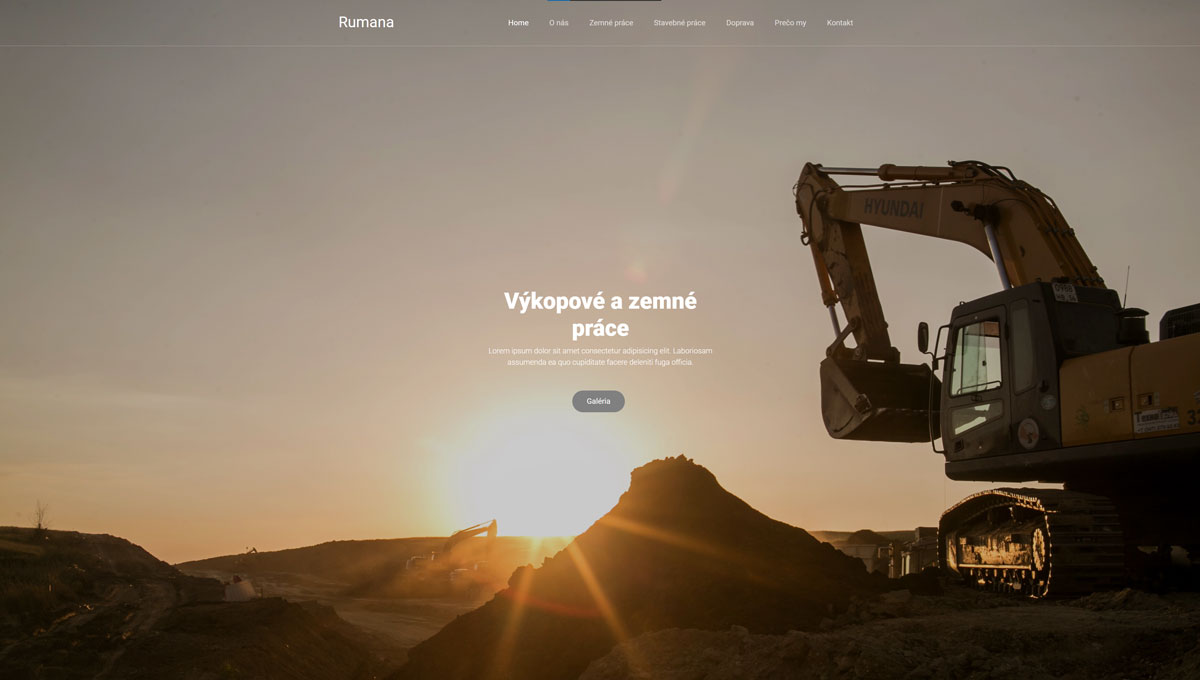 Rumana
Home O nás Zemné práce Stavebné práce Doprava Prečo my Kontakt
HYUNDAI
Výkopové a zemné
práce
Lorem ipsum dolor sit amet consectetur adipisicing elit. Laboriosam
assumenda ea quo cupiditate facere deleniti fuga officia.
Galéria